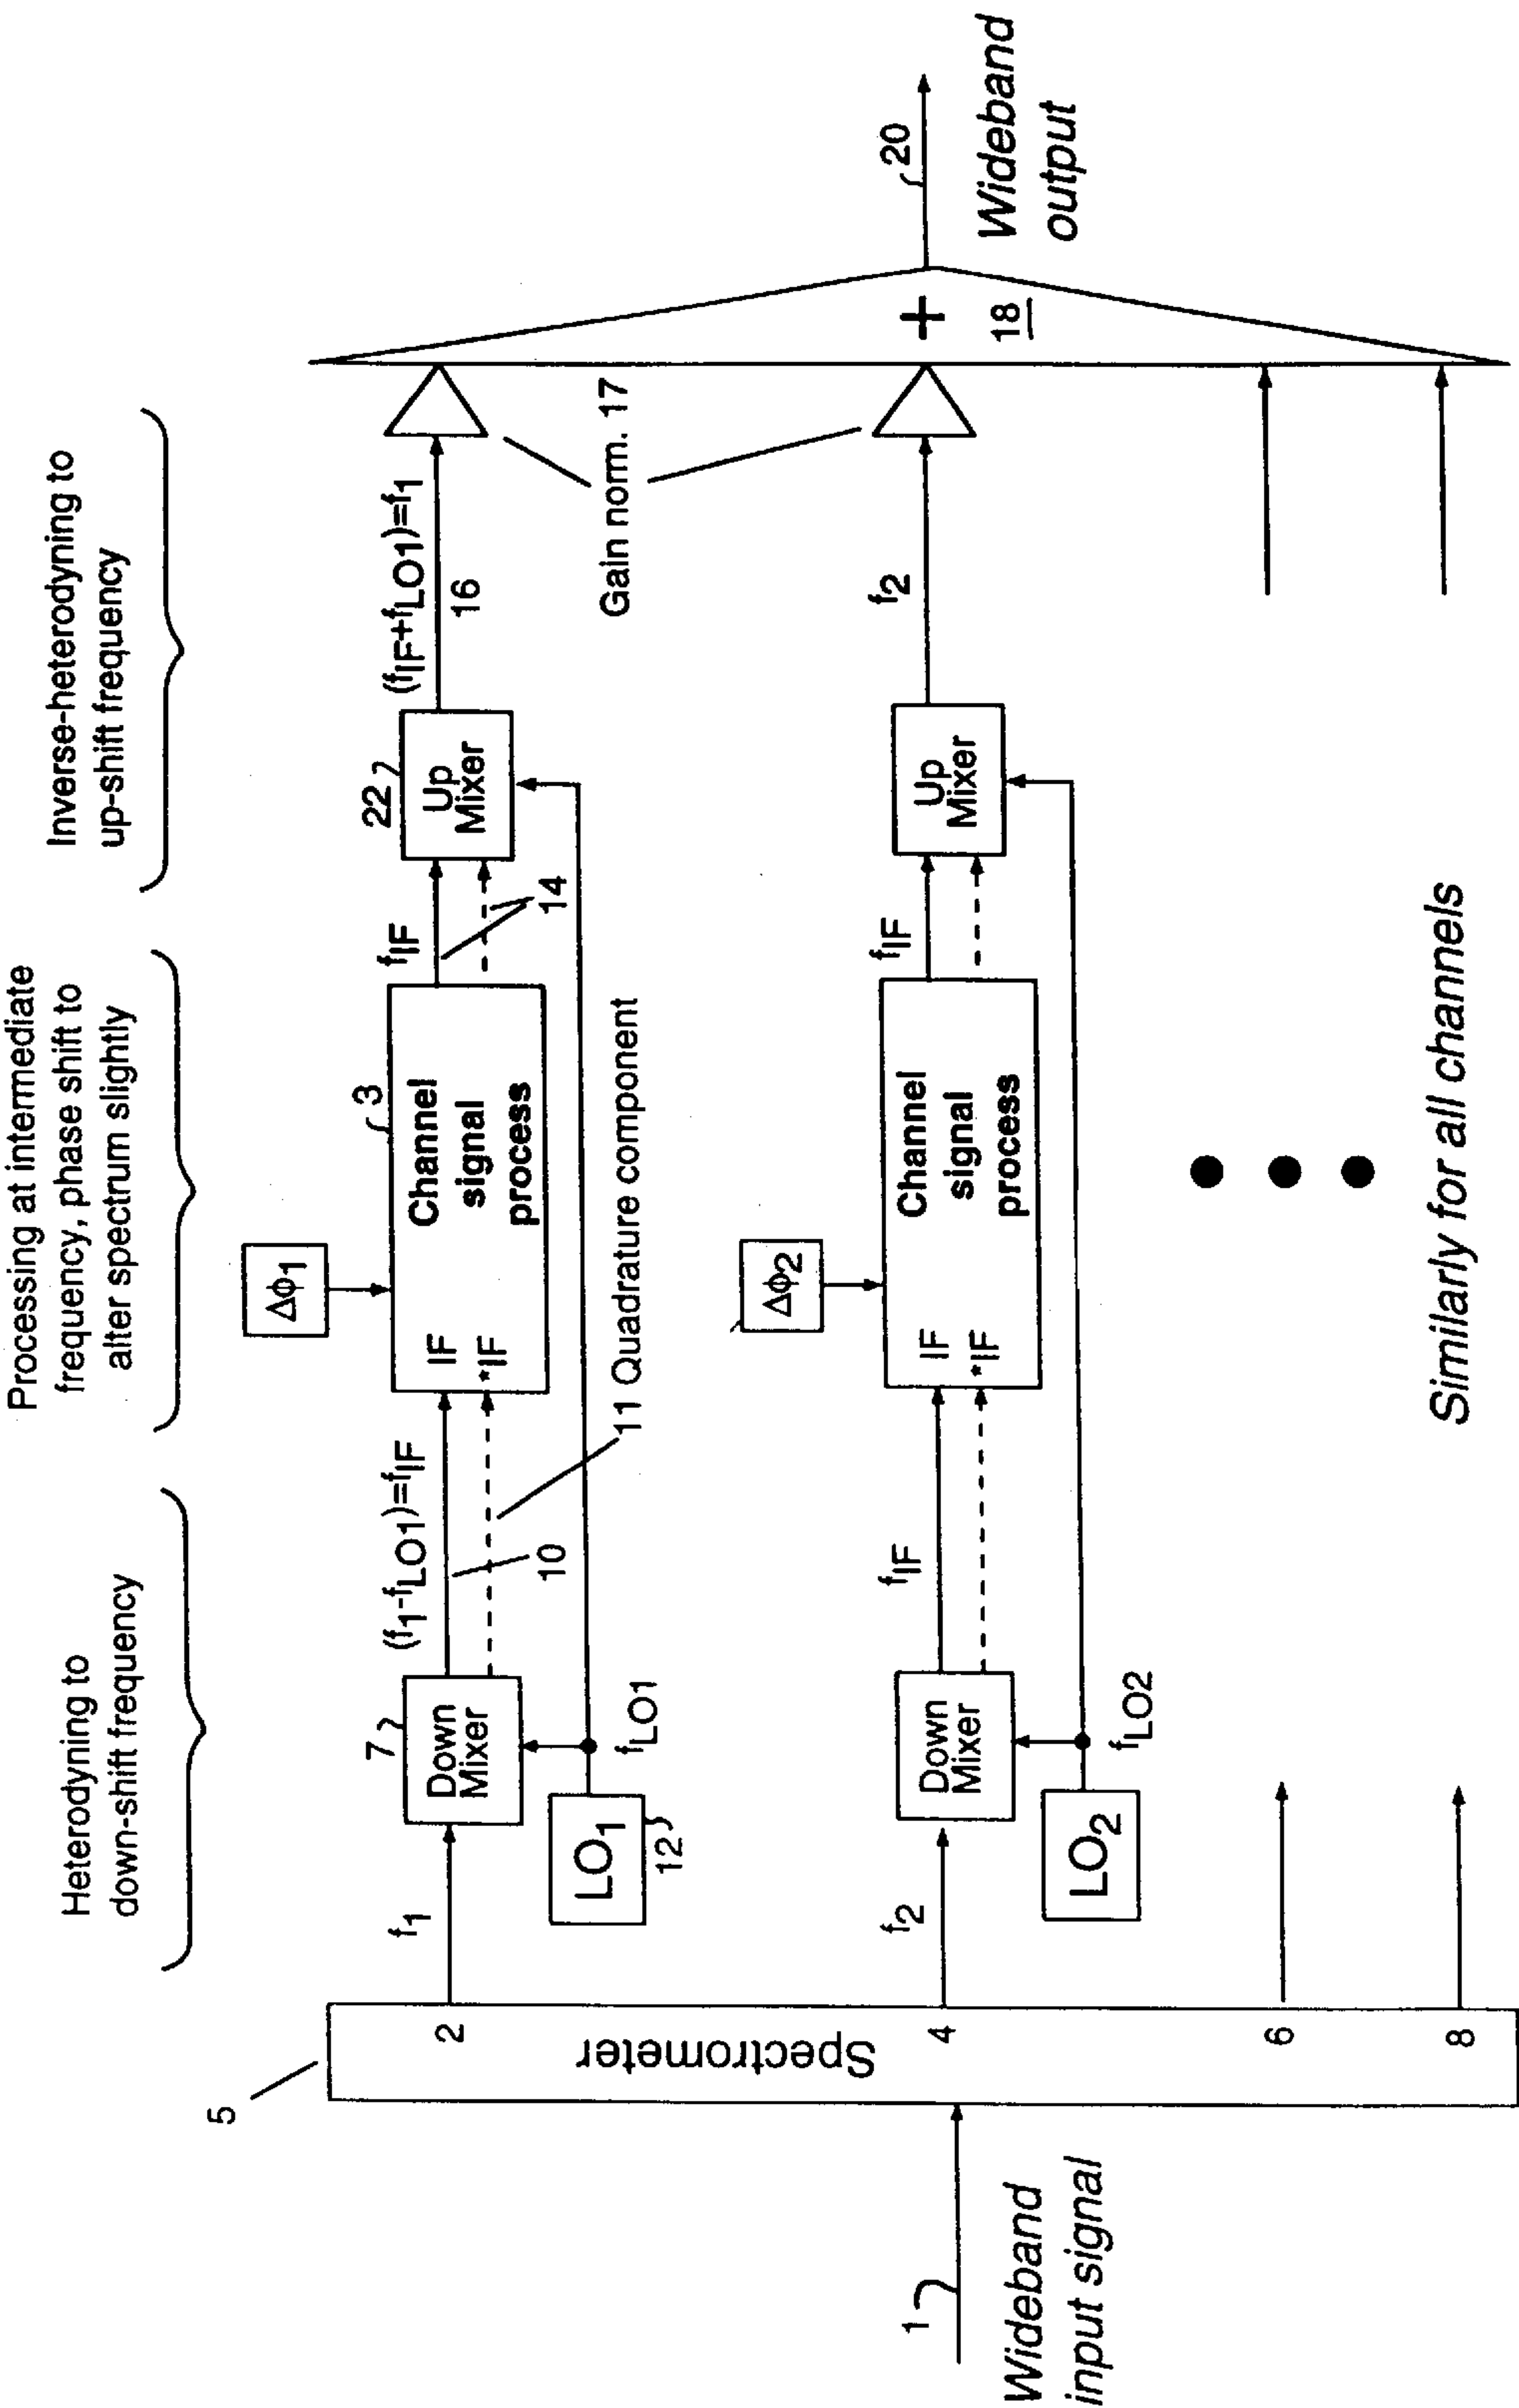 Heterodyning to
down-shift frequency
Processing at intermediate
frequency, phase shift to
alter spectrum slightly
Inverse-heterodyning to
up-shift frequency
5
Spectrometer
2
4
6
8
1
Wideband
input signal
f1
7
Down
Mixer
(f1-fLO1)=fIF
10
11 Quadrature component
LO1
12
fLO1
Δϕ1
3
IF
*IF
Channel
signal
process
fIF
14
22
Up
Mixer
(fIF+fLO1)=f1
16
Gain norm. 17
f2
Down
Mixer
fIF
LO2
fLO2
Δϕ2
IF
*IF
Channel
signal
process
fIF
Up
Mixer
f2
+
18
20
Wideband
output
Similarly for all channels